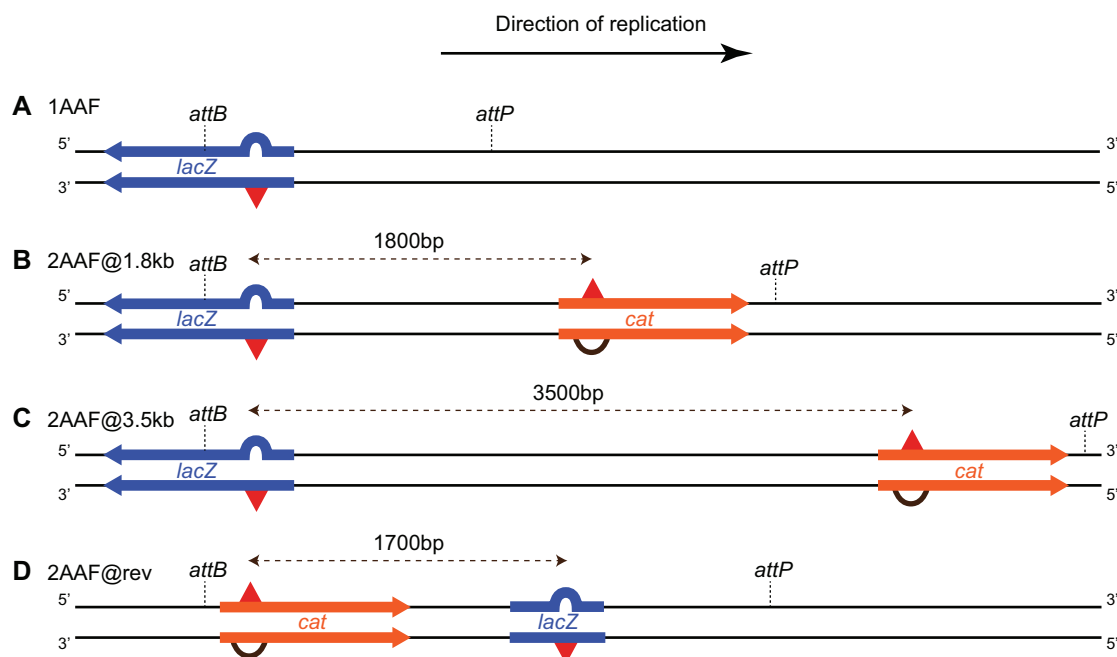 Direction of replication
A 1AAF
attB
attP
5' 3'
lacZ
3' 5'
1800bp
B 2AAF@1.8kb
attB
attP
5' 3'
lacZ cat
3' 5'
3500bp
C 2AAF@3.5kb
attB
attP
5' 3'
lacZ cat
3' 5'
1700bp
D 2AAF@rev
attB
attP
5' 3'
cat lacZ
3' 5'